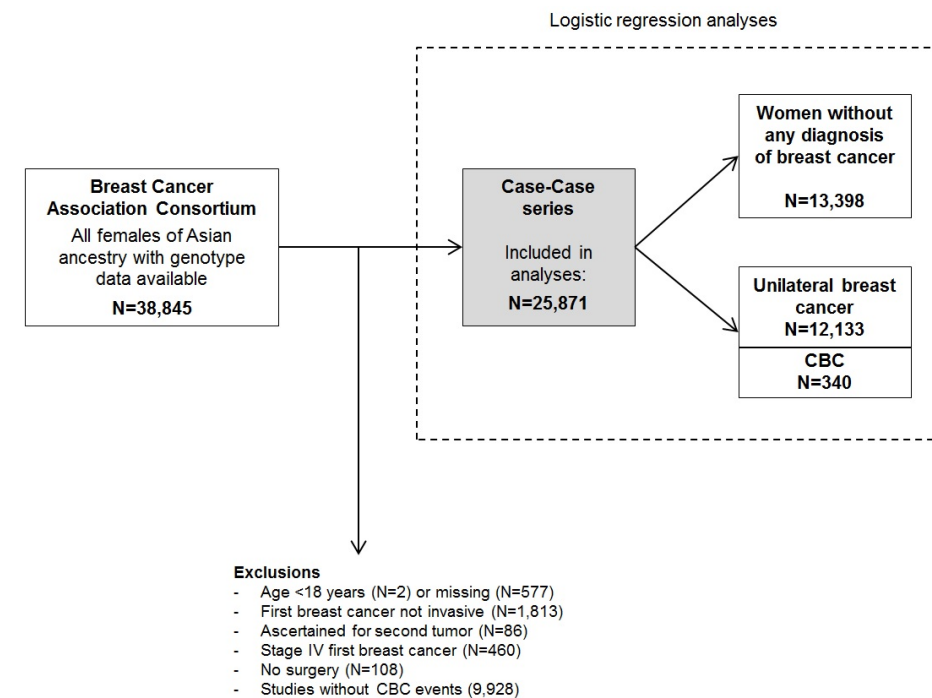 Logistic regression analyses
Breast Cancer
Association Consortium
All females of Asian
ancestry with genotype
data available
N=38,845
Case-Case
series
Included in
analyses:
N=25,871
Women without
any diagnosis
of breast cancer
N=13,398
Unilateral breast
cancer
N=12,133
CBC
N=340
Exclusions
- Age <18 years (N=2) or missing (N=577)
- First breast cancer not invasive (N=1,813)
- Ascertained for second tumor (N=86)
- Stage IV first breast cancer (N=460)
- No surgery (N=108)
- Studies without CBC events (9,928)